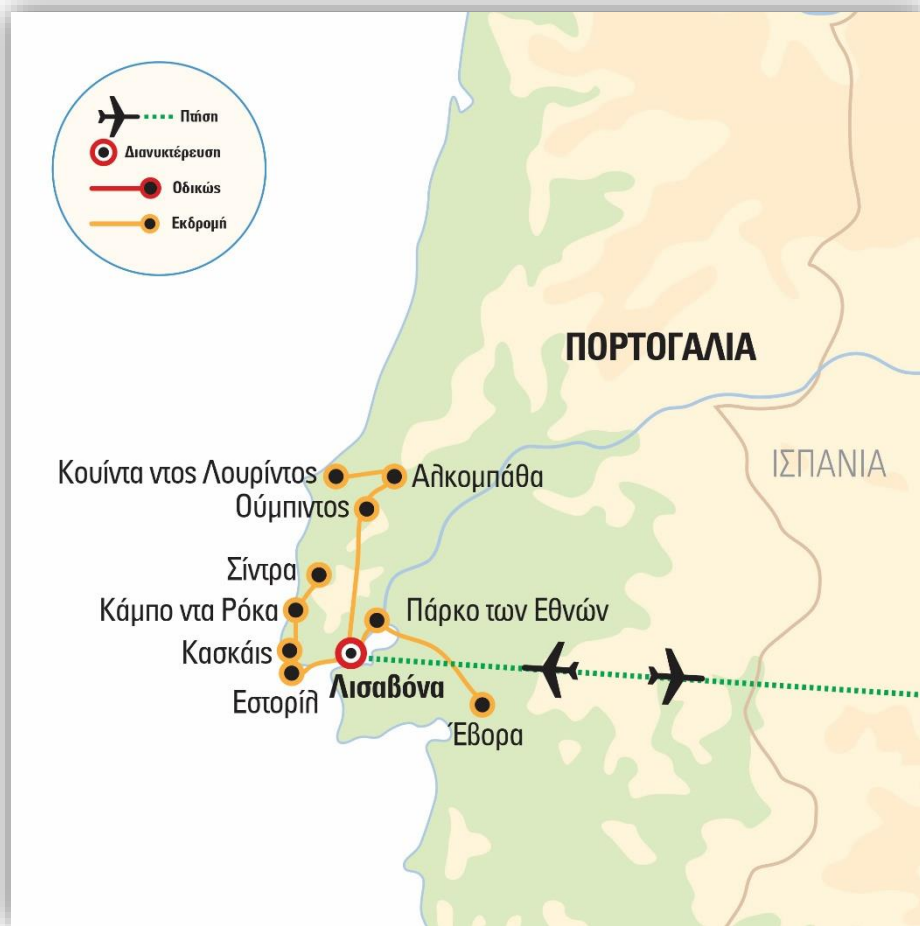 Πτήση
Διανυκτέρευση
Οδικώς
Εκδρομή
ΠΟΡΤΟΓΑΛΙΑ
ΙΣΠΑΝΙΑ
Κουίντα ντος Λουρίντος
Αλκομπάθα
Ούμπιντος
Σίντρα
Κάμπο ντα Ρόκα
Πάρκο των Εθνών
Κασκάις
Εστορίλ
Λισαβόνα
Έβορα